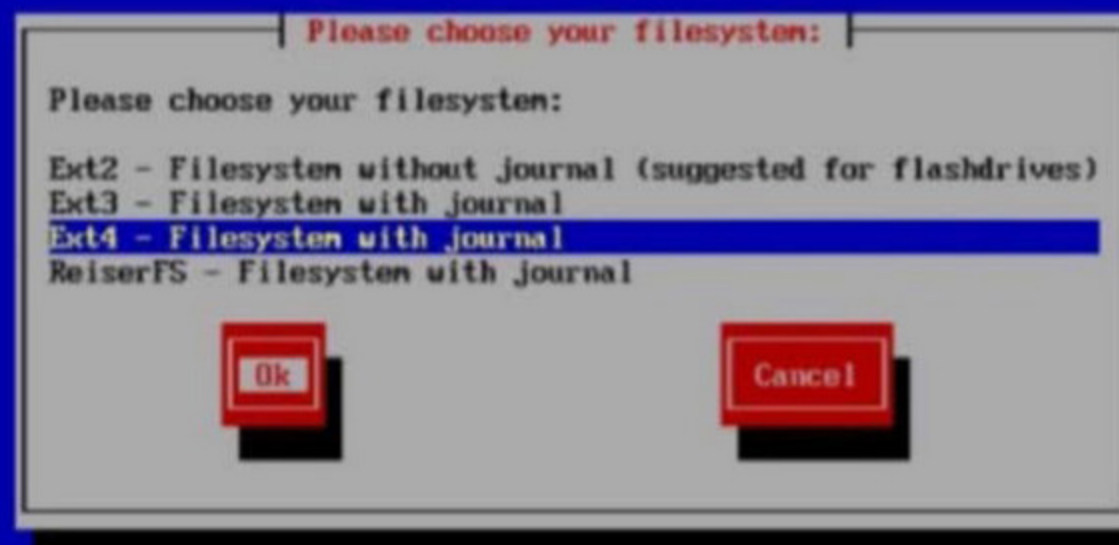 Please choose your filesystem:
Please choose your filesystem:
Ext2 - Filesystem without journal (suggested for flashdrives)
Ext3 - Filesystem with journal
Ext4 - Filesystem with journal
ReiserFS - Filesystem with journal
Ok
Cancel